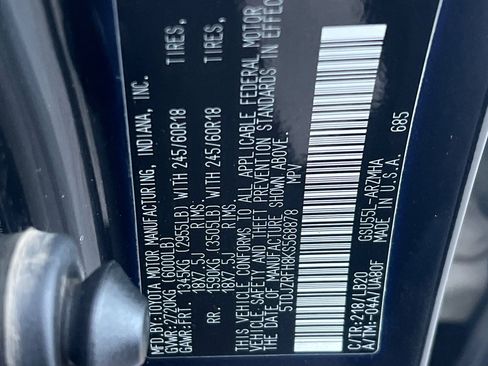 MFD BY: TOYOTA MOTOR MANUFACTURING, INDIANA, INC.
GVWR: 2720KG (6000LB)
GAWR: FRT. 1345KG (2965LB) WITH 245/60R18 TIRES,
18X7.5J RIMS,
RR. 1590KG (3505LB) WITH 245/60R18 TIRES,
18X7.5J RIMS,
THIS VEHICLE CONFORMS TO ALL APPLICABLE FEDERAL MOTOR
VEHICLE SAFETY AND THEFT PREVENTION STANDARDS IN EFFECT
ON THE DATE OF MANUFACTURE SHOWN ABOVE.
5TDJZRFH8KS588878 MPV
C/TR: 218/LB20 GSU55L-ARZMHA
A/TM: -04A/UA80F MADE IN U.S.A. 685